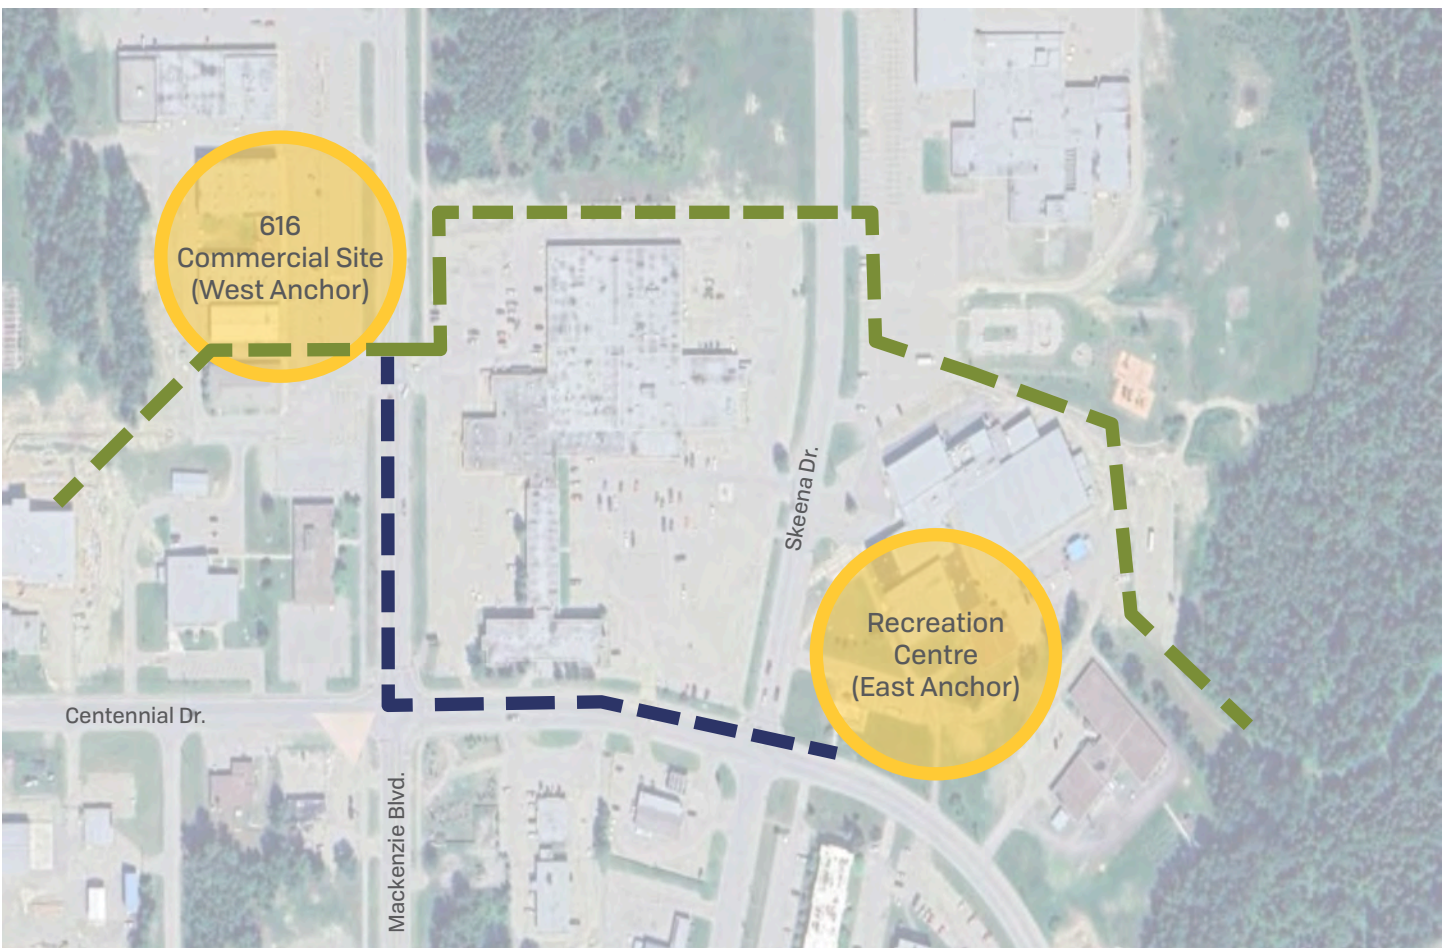 616
Commercial Site
(West Anchor)
Skeena Dr.
Recreation
Centre
(East Anchor)
Centennial Dr.
Mackenzie Blvd.